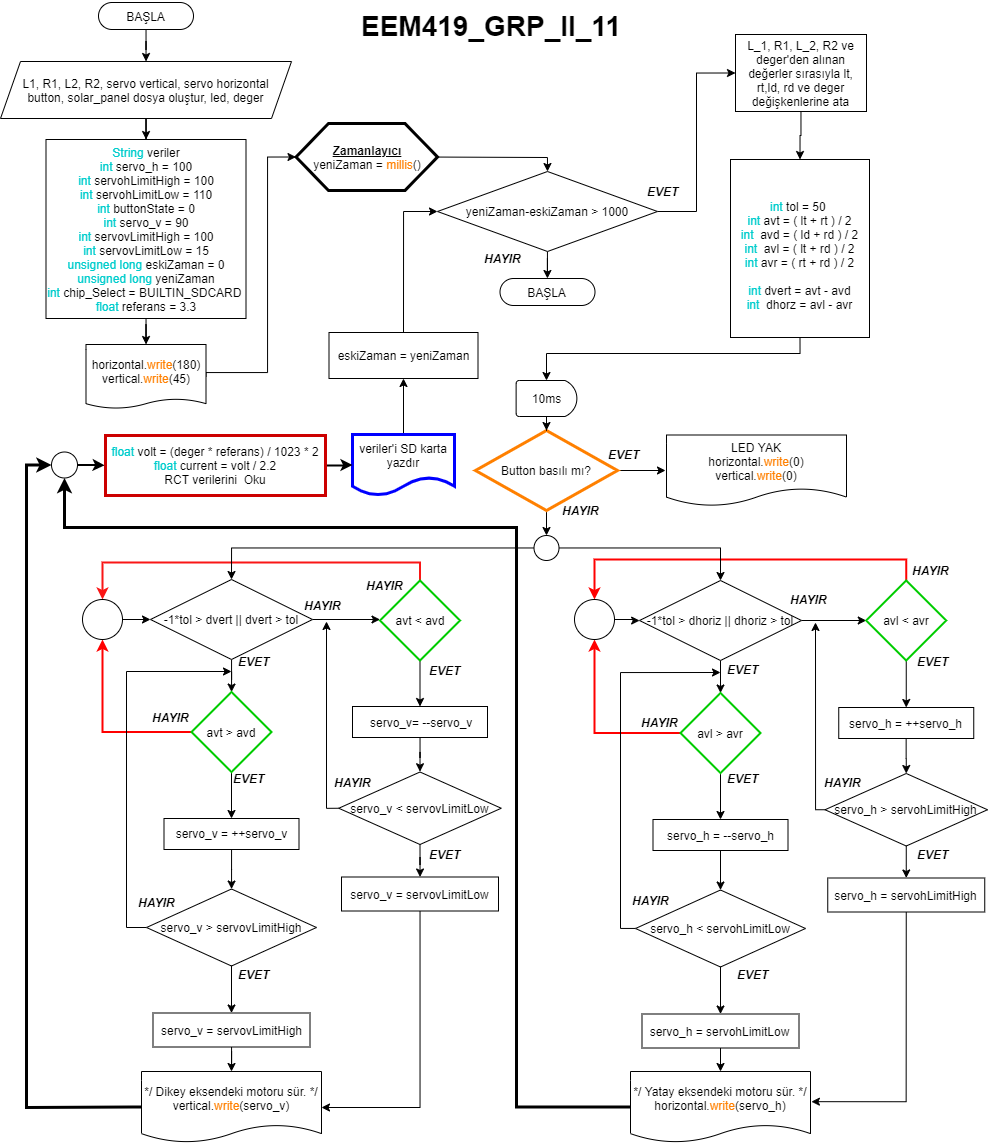 EEM419_GRP_II_11
BAŞLA
L1, R1, L2, R2, servo vertical, servo horizontal
button, solar_panel dosya oluştur, led, deger
String veriler
int servo_h = 100
int servohLimitHigh = 100
int servohLimitLow = 110
int buttonState = 0
int servo_v = 90
int servovLimitHigh = 100
int servovLimitLow = 15
unsigned long eskiZaman = 0
unsigned long yeniZaman
int chip_Select = BUILTIN_SDCARD
float referans = 3.3
horizontal.write(180)
vertical.write(45)
Zamanlayıcı
yeniZaman = millis()
yeniZaman-eskiZaman > 1000
EVET
HAYIR
BAŞLA
L_1, R1, L_2, R2 ve
deger'den alınan
değerler sırasıyla lt,
rt,ld, rd ve deger
değişkenlerine ata
int tol = 50
int avt = ( lt + rt ) / 2
int avd = ( ld + rd ) / 2
int avl = ( lt + rd ) / 2
int avr = ( rt + rd ) / 2
int dvert = avt - avd
int dhorz = avl - avr
eskiZaman = yeniZaman
10ms
Button basılı mı?
EVET
HAYIR
LED YAK
horizontal.write(0)
vertical.write(0)
float volt = (deger * referans) / 1023 * 2
float current = volt / 2.2
RCT verilerini Oku
veriler'i SD karta
yazdır
-1*tol > dvert || dvert > tol
HAYIR
EVET
avt < avd
HAYIR
EVET
avt > avd
HAYIR
EVET
servo_v= --servo_v
servo_v < servovLimitLow
HAYIR
EVET
servo_v = servovLimitLow
servo_v = ++servo_v
servo_v > servovLimitHigh
HAYIR
EVET
servo_v = servovLimitHigh
*/ Dikey eksendeki motoru sür. */
vertical.write(servo_v)
-1*tol > dhoriz || dhoriz > tol
HAYIR
EVET
avl < avr
HAYIR
EVET
avl > avr
HAYIR
EVET
servo_h = ++servo_h
servo_h > servohLimitHigh
HAYIR
EVET
servo_h = servohLimitHigh
servo_h = --servo_h
servo_h < servohLimitLow
HAYIR
EVET
servo_h = servohLimitLow
*/ Yatay eksendeki motoru sür. */
horizontal.write(servo_h)